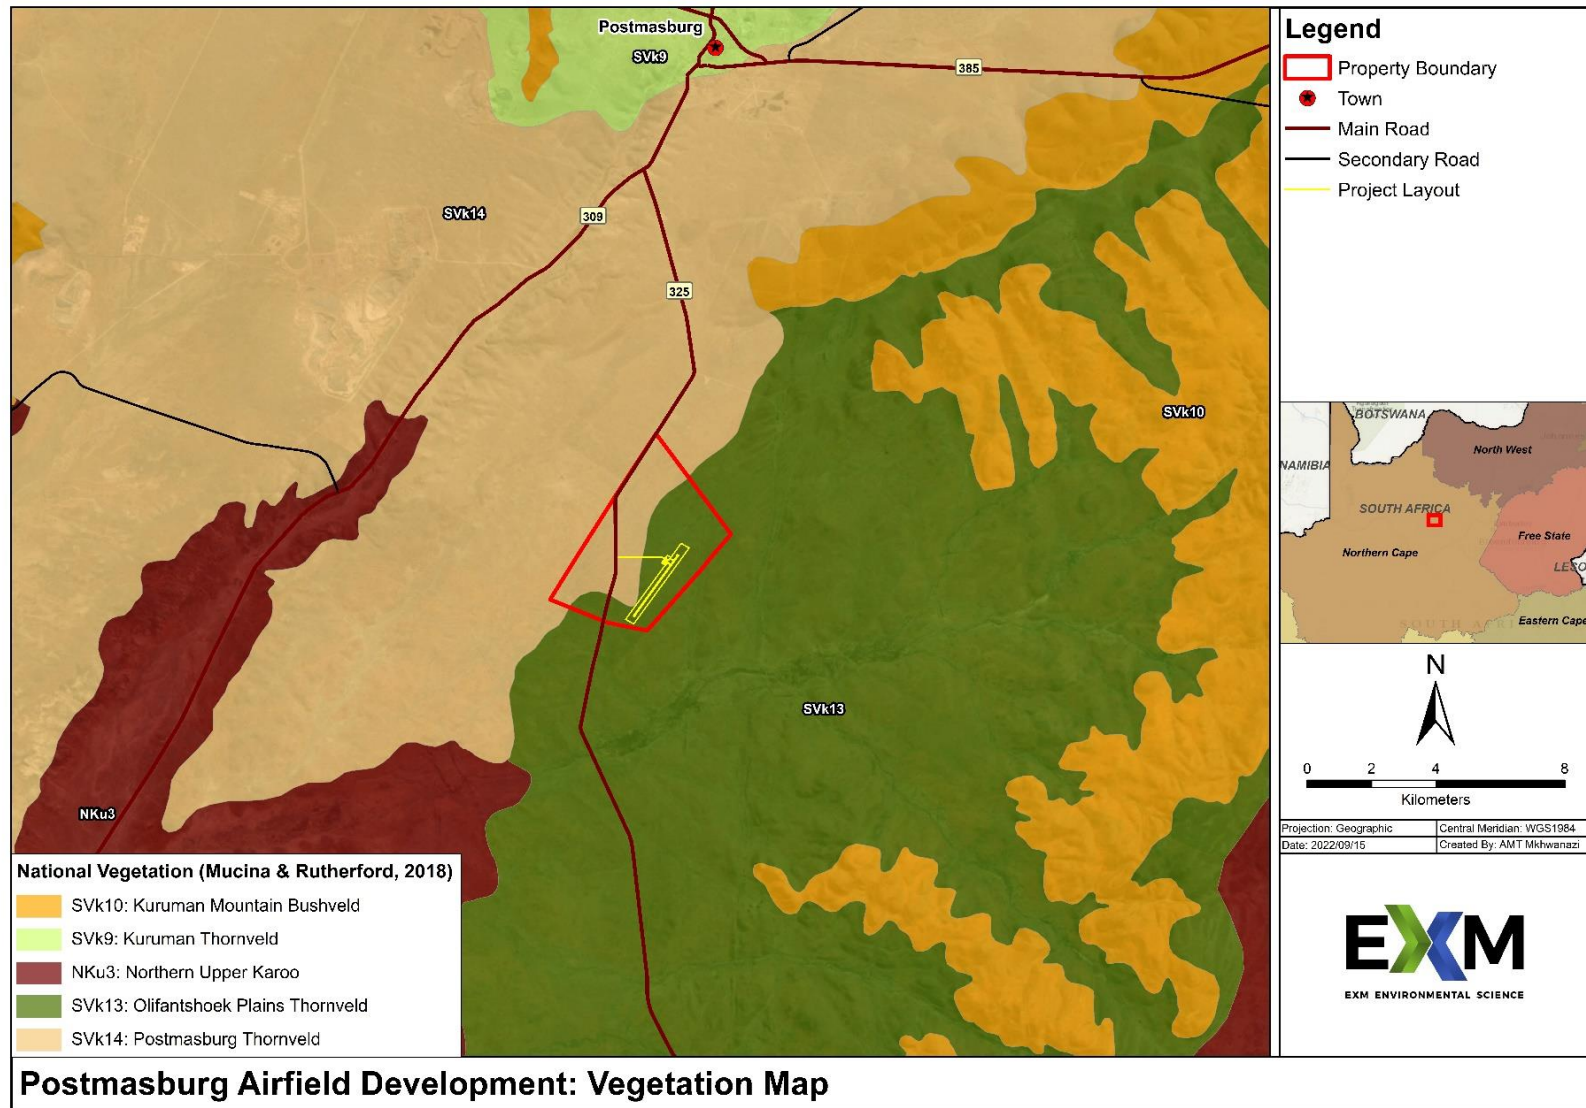 Postmasburg
SVk9
385
SVk14
309
325
SVk10
SVk13
NKu3
National Vegetation (Mucina & Rutherford, 2018)
SVk10: Kuruman Mountain Bushveld
SVk9: Kuruman Thornveld
NKu3: Northern Upper Karoo
SVk13: Olifantshoek Plains Thornveld
SVk14: Postmasburg Thornveld
Legend
Property Boundary
Town
Main Road
Secondary Road
Project Layout
BOTSWANA
NAMIBIA
North West
SOUTH AFRICA
Northern Cape
Free State
LESO
Eastern Cape
SOUTH AFRI
N
0 2 4 8
Kilometers
Projection: Geographic Central Meridian: WGS1984
Date: 2022/09/15 Created By: AMT Mkhwanazi
EXM
EXM ENVIRONMENTAL SCIENCE
Postmasburg Airfield Development: Vegetation Map